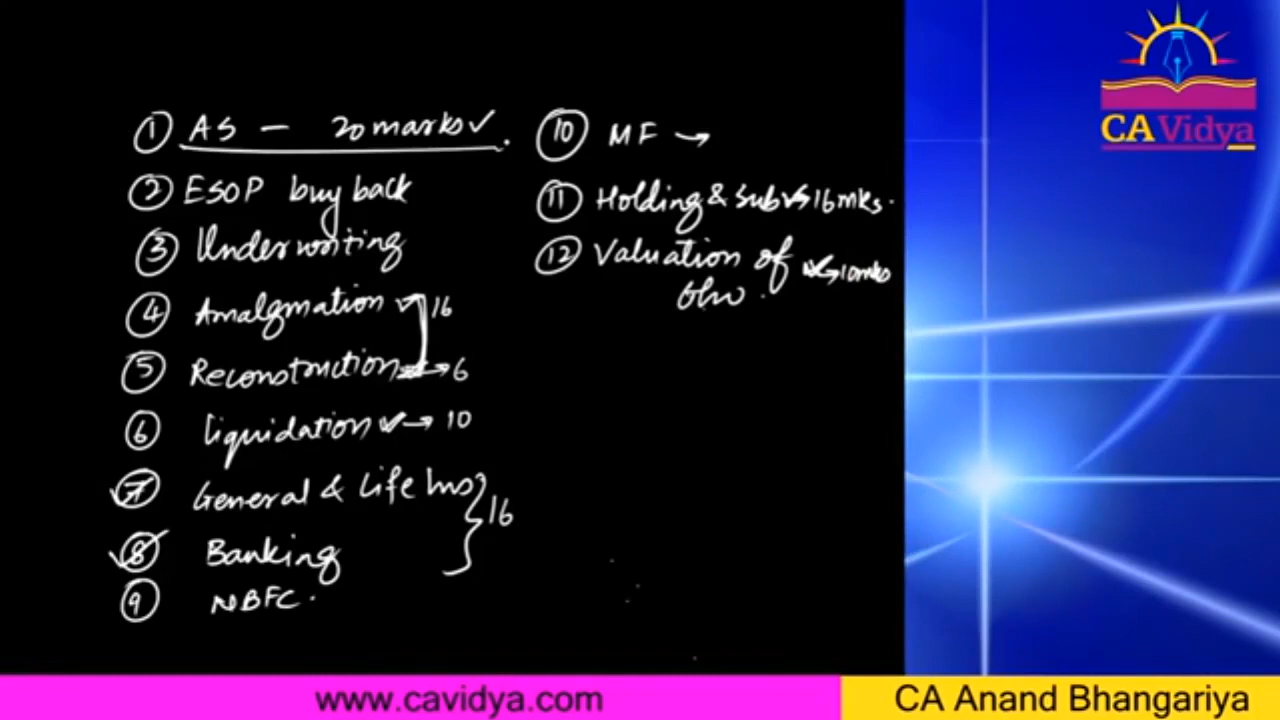 ① AS — 20 marks ✓.
② ESOP buy back
③ Underwriting
④ Amalgmation ✓ 16
⑤ Reconstruction → 6
⑥ Liquidation ✓ → 10
⑦ General & Life Ins
16
⑧ Banking
⑨ NBFC.
⑩ MF →
⑪ Holding & Sub → 16 mks.
⑫ Valuation of → 10 mks
CA Vidya
www.cavidya.com
CA Anand Bhangariya